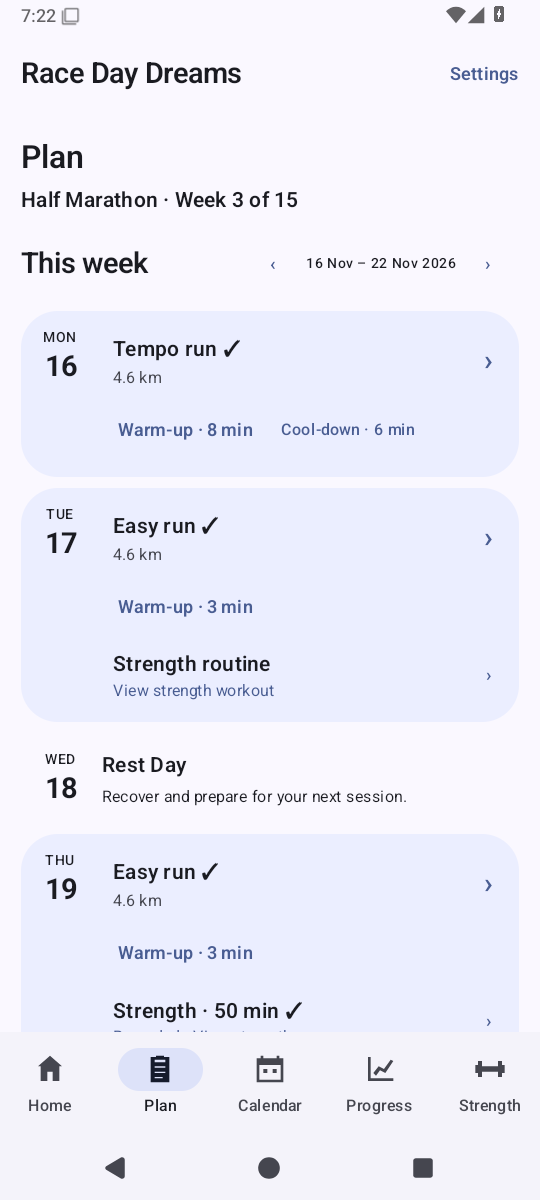 7:22
Race Day Dreams
Settings
Plan
Half Marathon · Week 3 of 15
This week
‹ 16 Nov – 22 Nov 2026 ›
MON
16
Tempo run ✓
4.6 km
›
Warm-up · 8 min
Cool-down · 6 min
TUE
17
Easy run ✓
4.6 km
›
Warm-up · 3 min
Strength routine
View strength workout
›
WED
18
Rest Day
Recover and prepare for your next session.
THU
19
Easy run ✓
4.6 km
›
Warm-up · 3 min
Strength · 50 min ✓
›
Home
Plan
Calendar
Progress
Strength